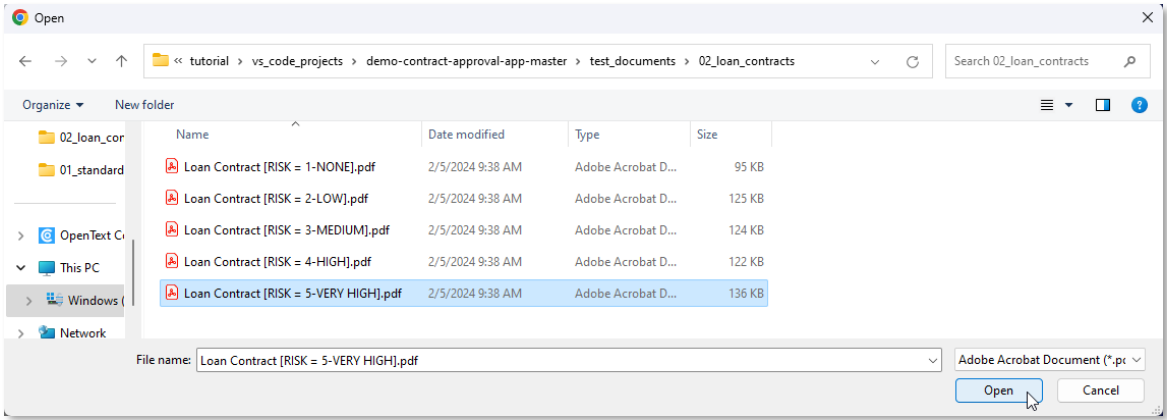 Open
« tutorial > vs_code_projects > demo-contract-approval-app-master > test_documents > 02_loan_contracts
Search 02_loan_contracts
Organize New folder
02_loan_con
01_standard
OpenText C
This PC
Windows (
Network
Name Date modified Type Size
Loan Contract [RISK = 1-NONE].pdf 2/5/2024 9:38 AM Adobe Acrobat D... 95 KB
Loan Contract [RISK = 2-LOW].pdf 2/5/2024 9:38 AM Adobe Acrobat D... 125 KB
Loan Contract [RISK = 3-MEDIUM].pdf 2/5/2024 9:38 AM Adobe Acrobat D... 124 KB
Loan Contract [RISK = 4-HIGH].pdf 2/5/2024 9:38 AM Adobe Acrobat D... 122 KB
Loan Contract [RISK = 5-VERY HIGH].pdf 2/5/2024 9:38 AM Adobe Acrobat D... 136 KB
File name: Loan Contract [RISK = 5-VERY HIGH].pdf Adobe Acrobat Document (*.pc
Open Cancel